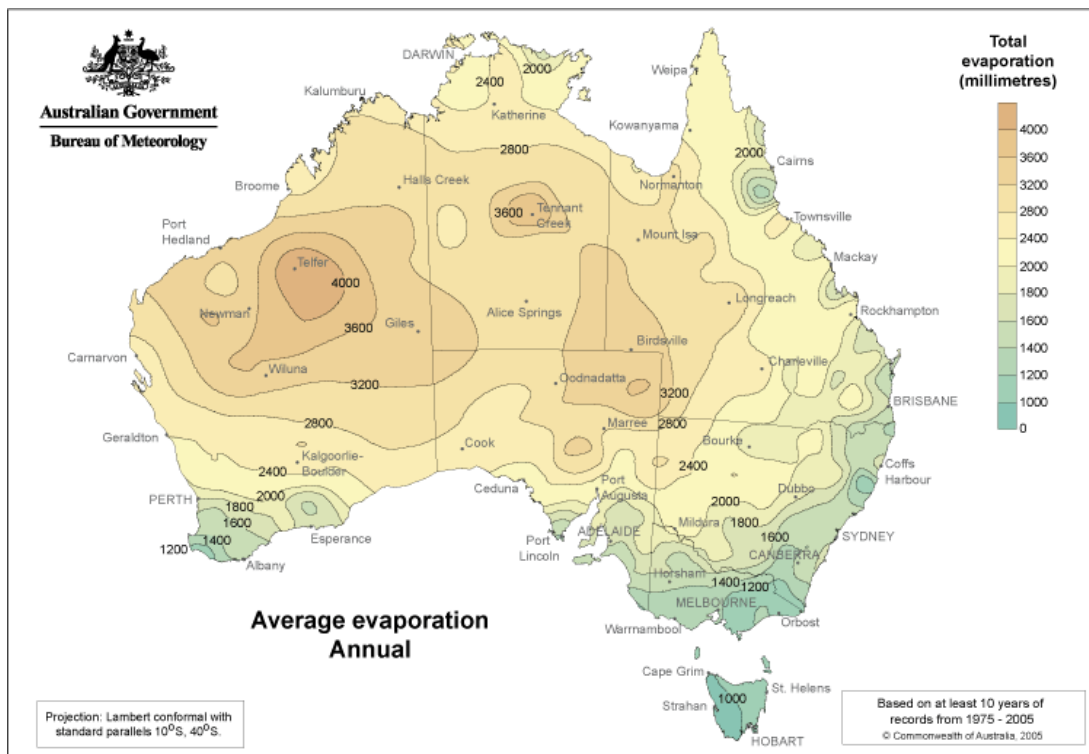 Australian Government
Bureau of Meteorology
Total
evaporation
(millimetres)
4000
3600
3200
2800
2400
2000
1800
1600
1400
1200
1000
0
DARWIN
2400
2000
Weipa
Kalumburu
Katherine
Kowanyama
2800
2000
Cairns
Halls Creek
Normanton
Broome
3600
Tennant
Creek
Townsville
Port
Hedland
Mount Isa
Telfer
Mackay
4000
Newman
Alice Springs
Longreach
Rockhampton
3600
Giles
Birdsville
Carnarvon
Wiluna
3200
Oodnadatta
Charleville
3200
BRISBANE
2800
Marree
2800
Geraldton
Cook
Bourke
Kalgoorlie-
Boulder
2400
2400
Coffs
Harbour
PERTH
2000
Ceduna
Port
Augusta
Dubbo
1800
2000
1600
Mildura
1800
1200
1400
Esperance
Port
Lincoln
ADELAIDE
1600
SYDNEY
Albany
CANBERRA
Horsham
1400
1200
MELBOURNE
Warrnambool
Orbost
Average evaporation
Annual
Cape Grim
St. Helens
1000
Strahan
HOBART
Projection: Lambert conformal with
standard parallels 10°S, 40°S.
Based on at least 10 years of
records from 1975 - 2005
© Commonwealth of Australia, 2005